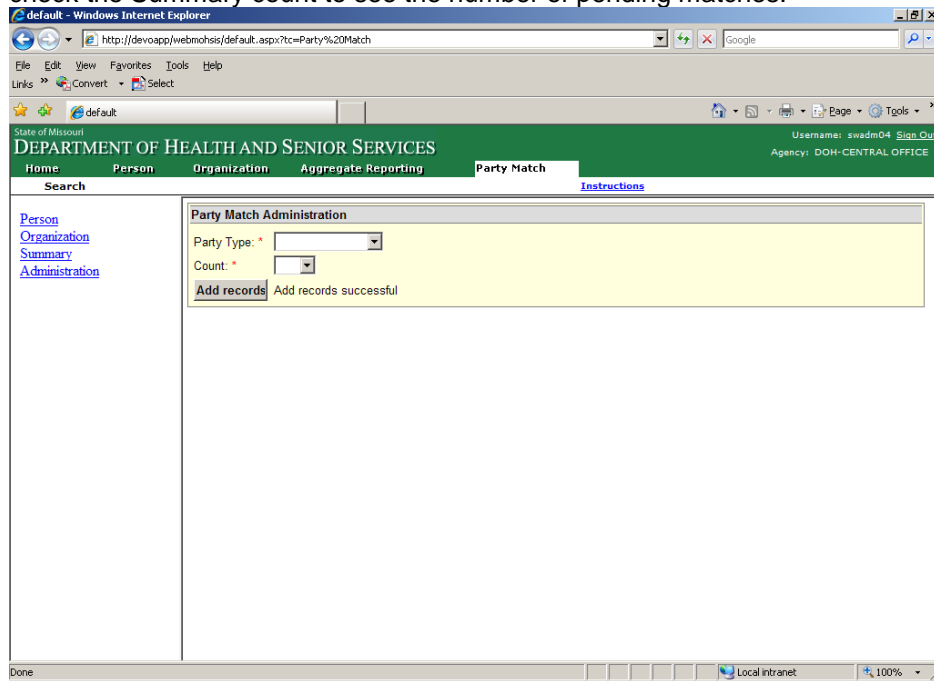 check the Summary count to see the number of pending matches.
default - Windows Internet Explorer
http://devoapp/webmohsis/default.aspx?tc=Party%20Match
Google
File Edit View Favorites Tools Help
Links » Convert Select
default
Page Tools »
State of Missouri
DEPARTMENT OF HEALTH AND SENIOR SERVICES
Username: swadm04 Sign Out
Agency: DOH-CENTRAL OFFICE
Home Person Organization Aggregate Reporting Party Match
Search Instructions
Person
Organization
Summary
Administration
Party Match Administration
Party Type: *
Count: *
Add records Add records successful
Done
Local intranet
100%